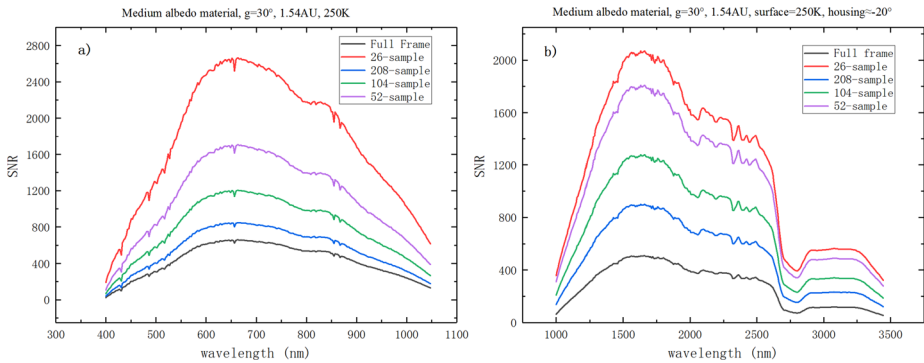 Medium albedo material, g=30°, 1.54AU, 250K
a)
Full Frame
26-sample
208-sample
104-sample
52-sample
SNR
2800
2400
2000
1600
1200
800
400
0
300 400 500 600 700 800 900 1000 1100
wavelength (nm)
Medium albedo material, g=30°, 1.54AU, surface=250K, housing≈-20°
b)
Full frame
26-sample
208-sample
104-sample
52-sample
SNR
2000
1600
1200
800
400
0
1000 1500 2000 2500 3000 3500
wavelength (nm)